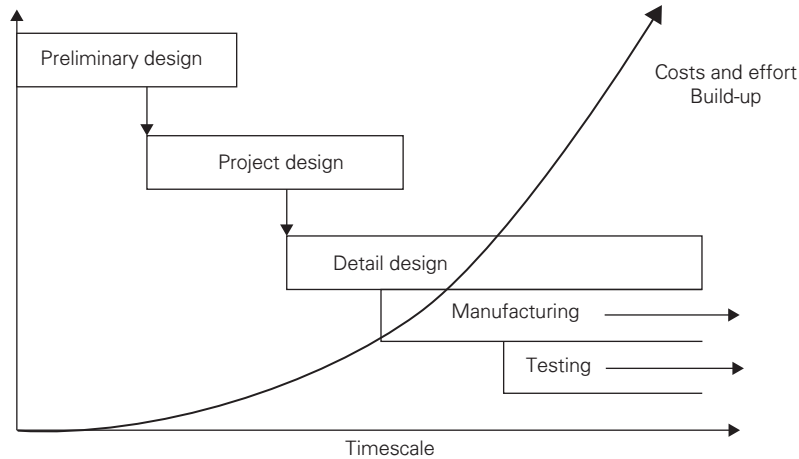 Preliminary design
Costs and effort
Build-up
Project design
Detail design
Manufacturing
Testing
Timescale